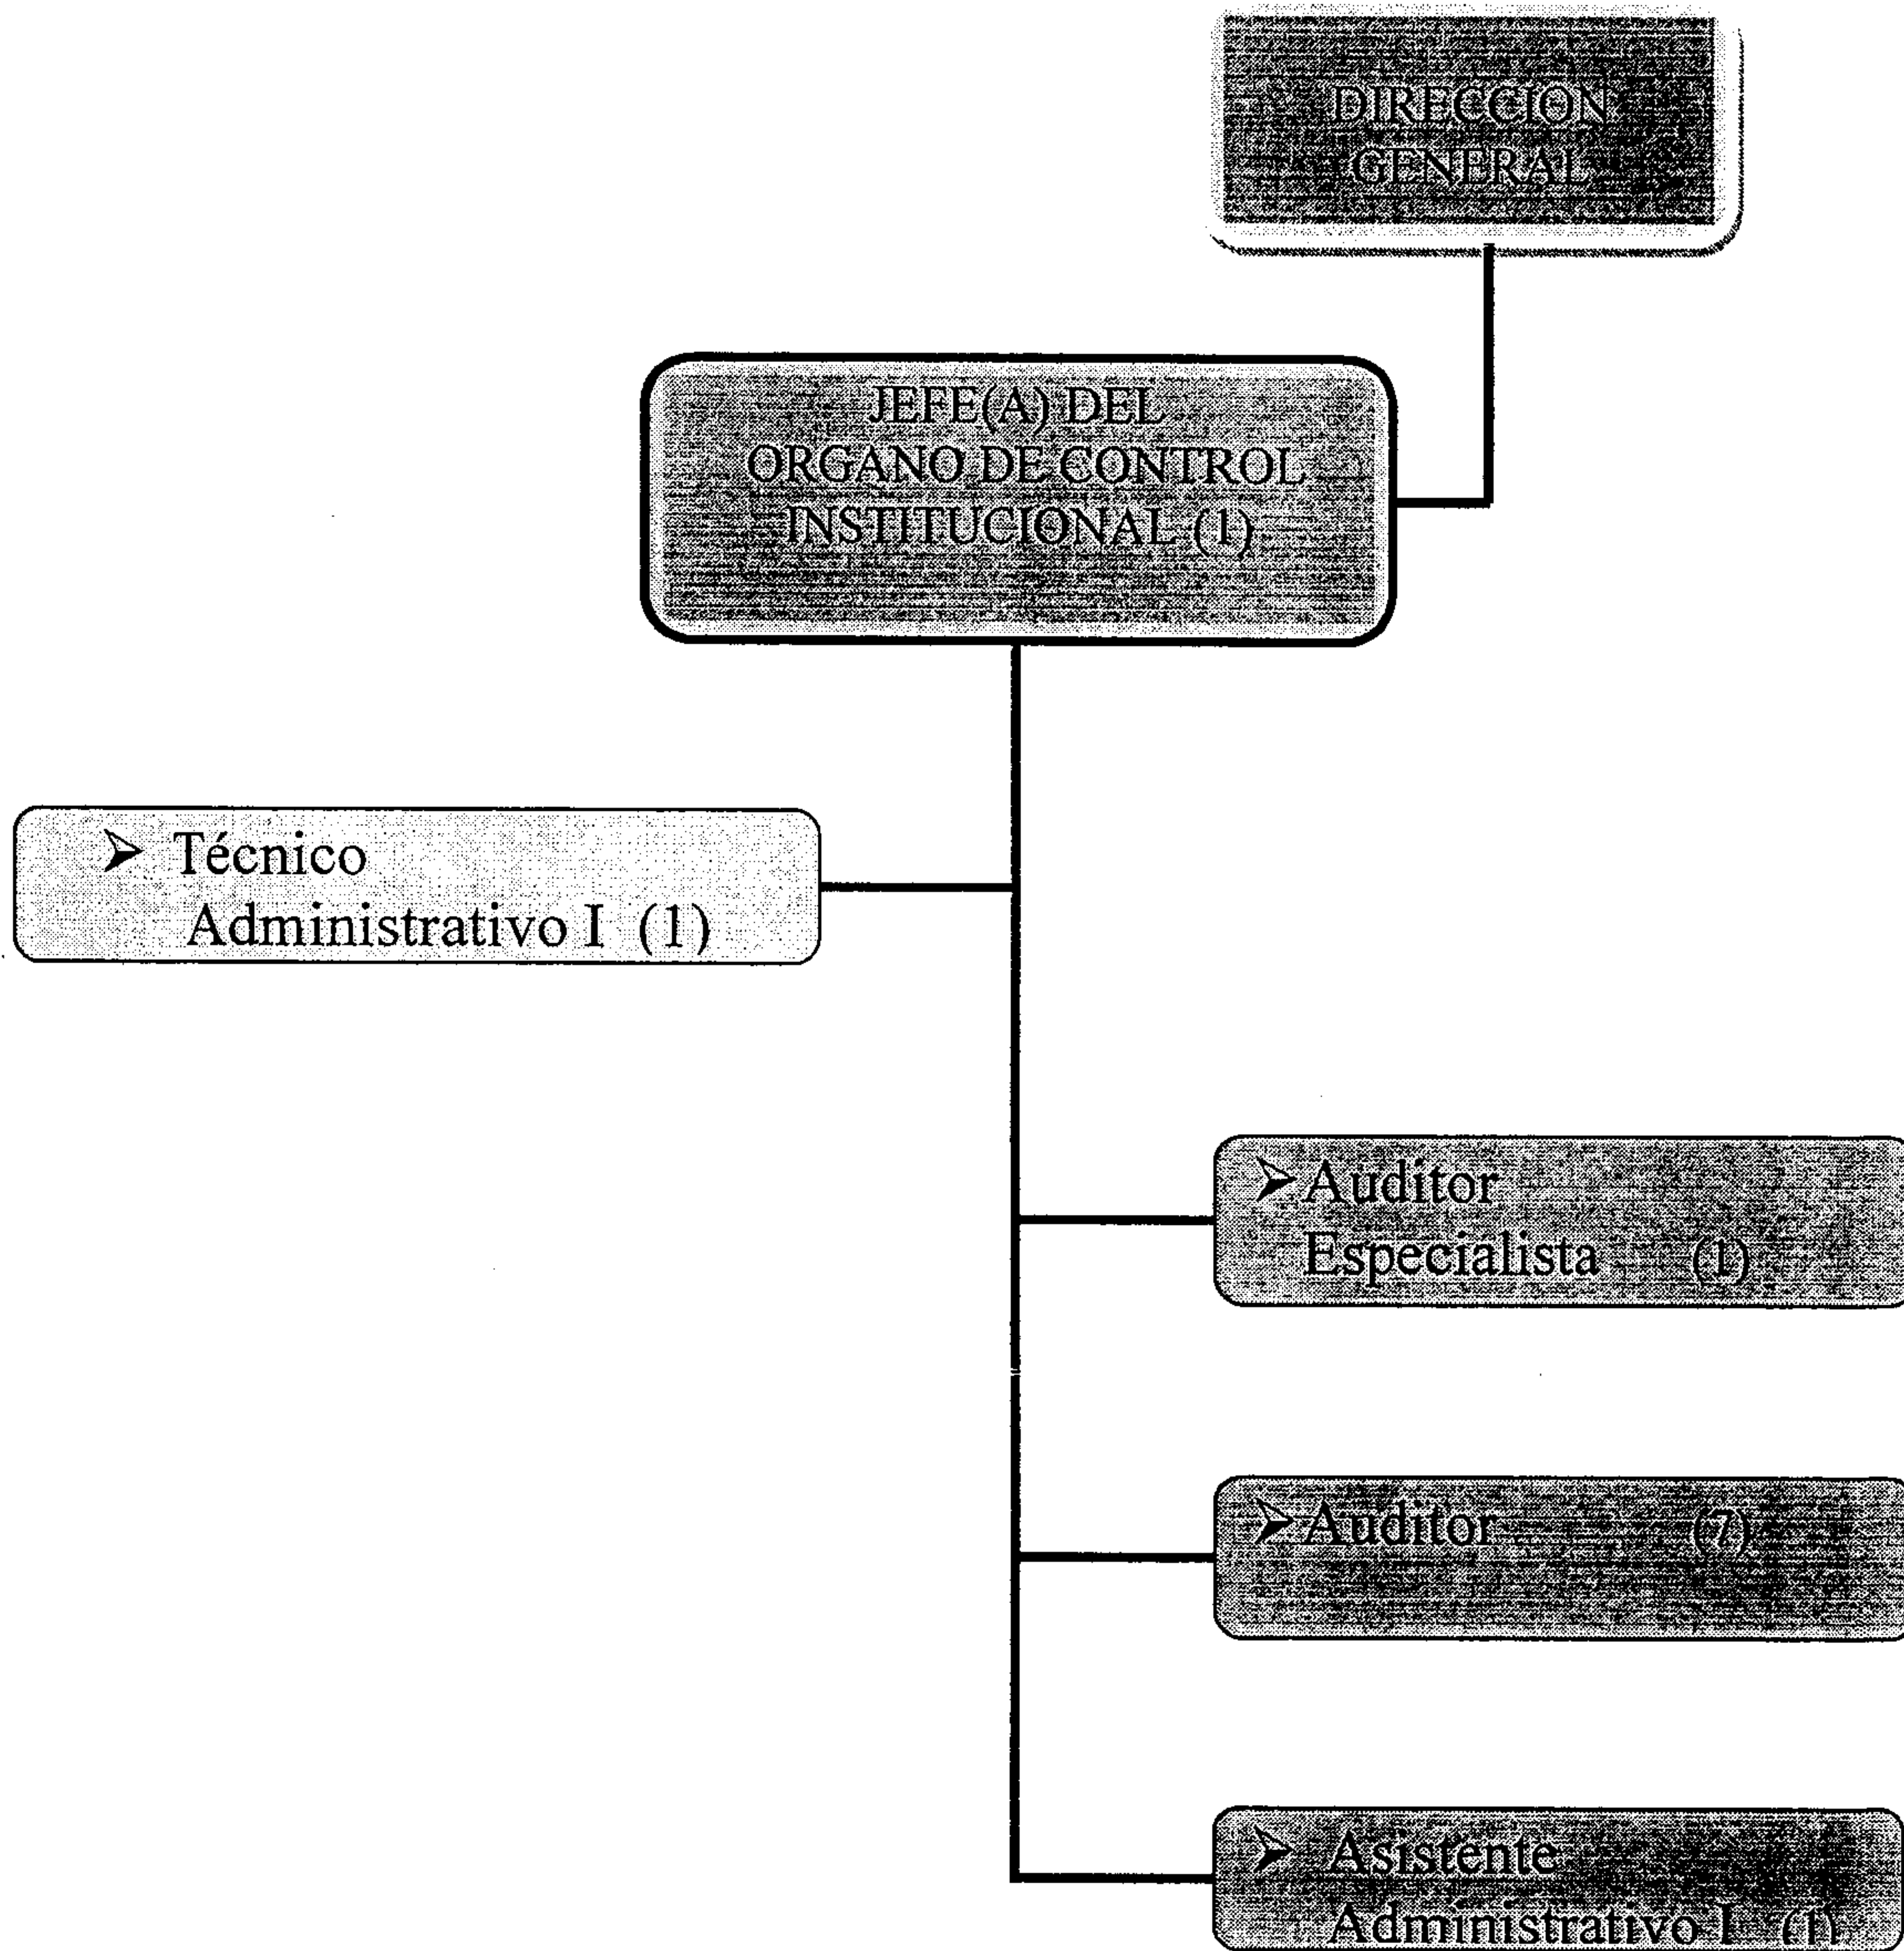 DIRECCION
GENERAL
JEFE(A) DEL
ORGANO DE CONTROL
INSTITUCIONAL (1)
➢ Técnico
Administrativo I (1)
➢ Auditor
Especialista (1)
➢ Auditor (7)
➢ Asistente
Administrativo I (1)